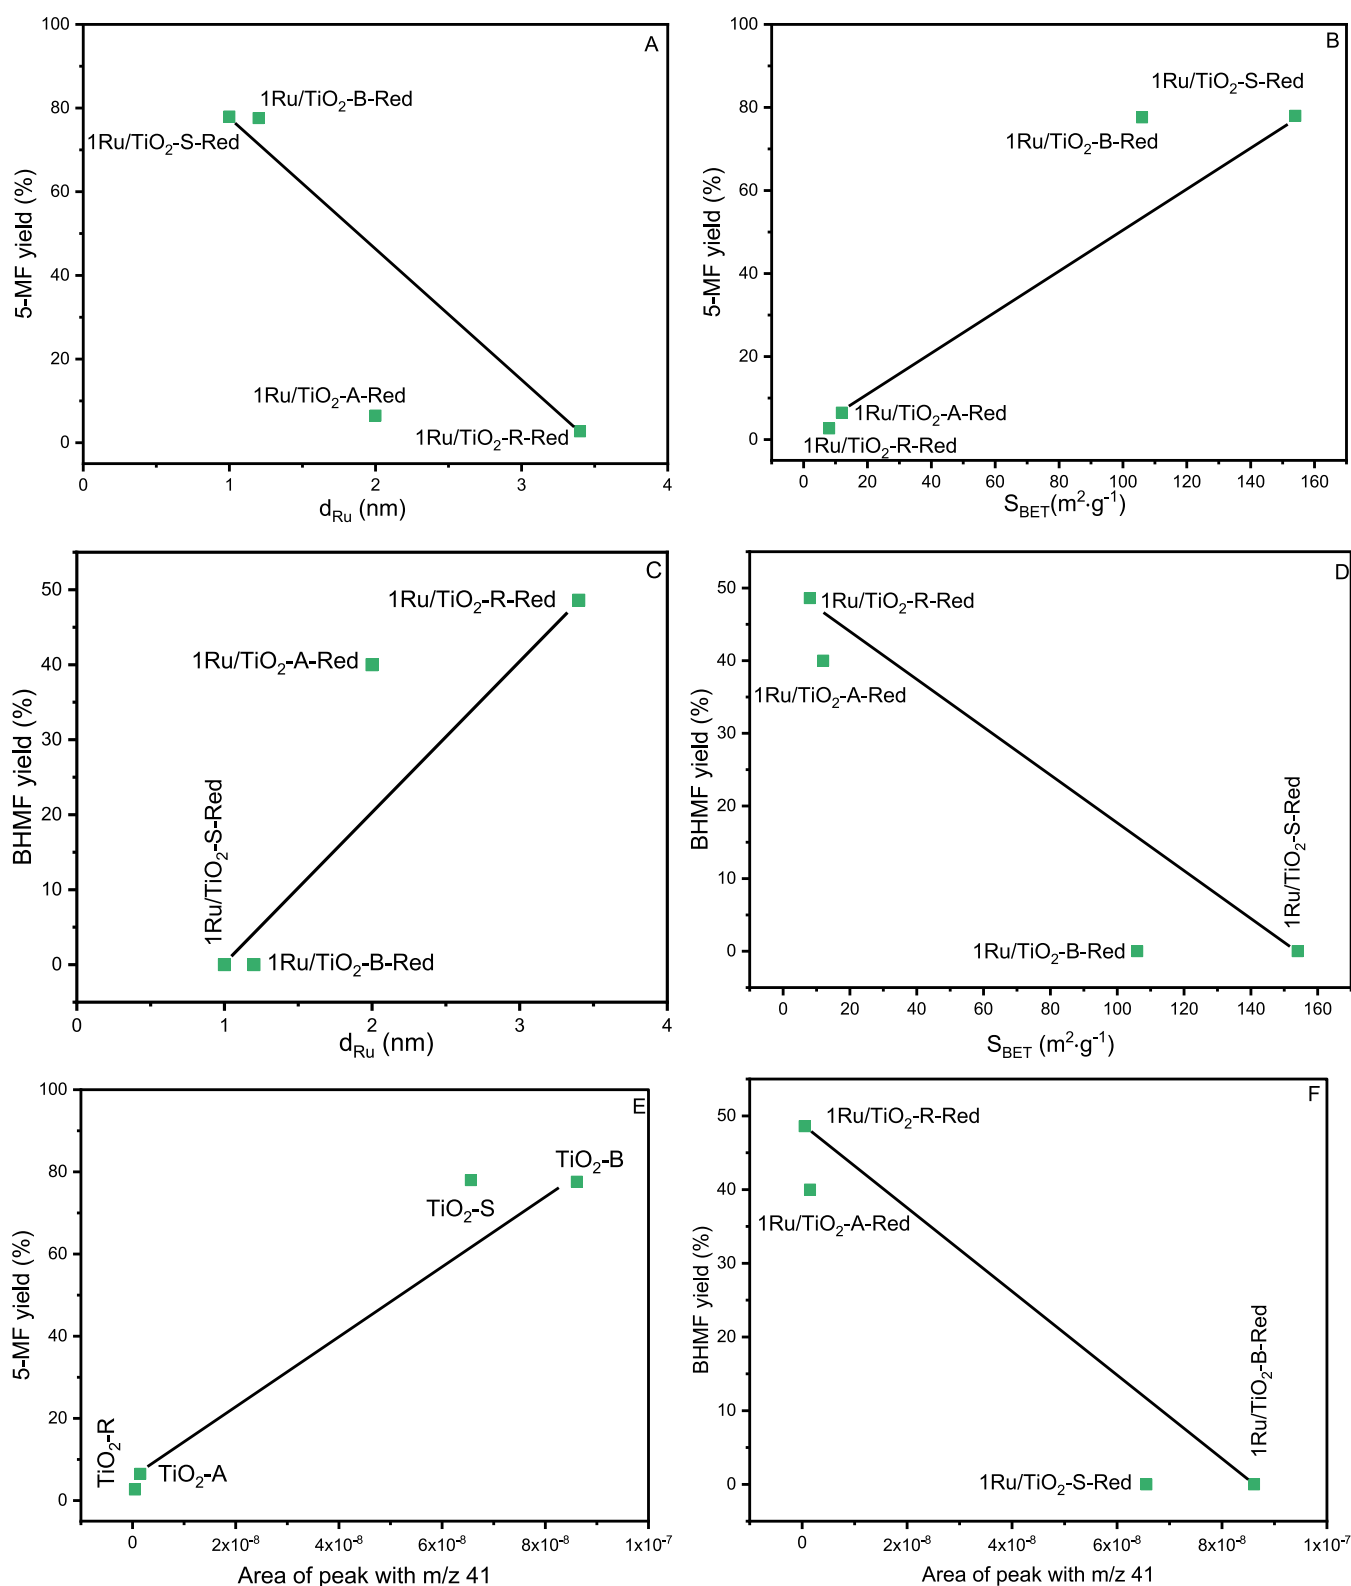 A
100
80
60
40
20
0
5-MF yield (%)
1Ru/TiO₂-B-Red
1Ru/TiO₂-S-Red
1Ru/TiO₂-A-Red
1Ru/TiO₂-R-Red
0 1 2 3 4
d_Ru (nm)
B
100
80
60
40
20
0
5-MF yield (%)
1Ru/TiO₂-S-Red
1Ru/TiO₂-B-Red
1Ru/TiO₂-A-Red
1Ru/TiO₂-R-Red
0 20 40 60 80 100 120 140 160
S_BET(m²·g⁻¹)
C
50
40
30
20
10
0
BHMF yield (%)
1Ru/TiO₂-R-Red
1Ru/TiO₂-A-Red
1Ru/TiO₂-S-Red
1Ru/TiO₂-B-Red
0 1 2 3 4
d_Ru (nm)
D
50
40
30
20
10
0
BHMF yield (%)
1Ru/TiO₂-R-Red
1Ru/TiO₂-A-Red
1Ru/TiO₂-S-Red
1Ru/TiO₂-B-Red
0 20 40 60 80 100 120 140 160
S_BET (m²·g⁻¹)
E
100
80
60
40
20
0
5-MF yield (%)
TiO₂-B
TiO₂-S
TiO₂-R
TiO₂-A
0 2x10⁻⁸ 4x10⁻⁸ 6x10⁻⁸ 8x10⁻⁸ 1x10⁻⁷
Area of peak with m/z 41
F
50
40
30
20
10
0
BHMF yield (%)
1Ru/TiO₂-R-Red
1Ru/TiO₂-A-Red
1Ru/TiO₂-B-Red
1Ru/TiO₂-S-Red
0 2x10⁻⁸ 4x10⁻⁸ 6x10⁻⁸ 8x10⁻⁸ 1x10⁻⁷
Area of peak with m/z 41